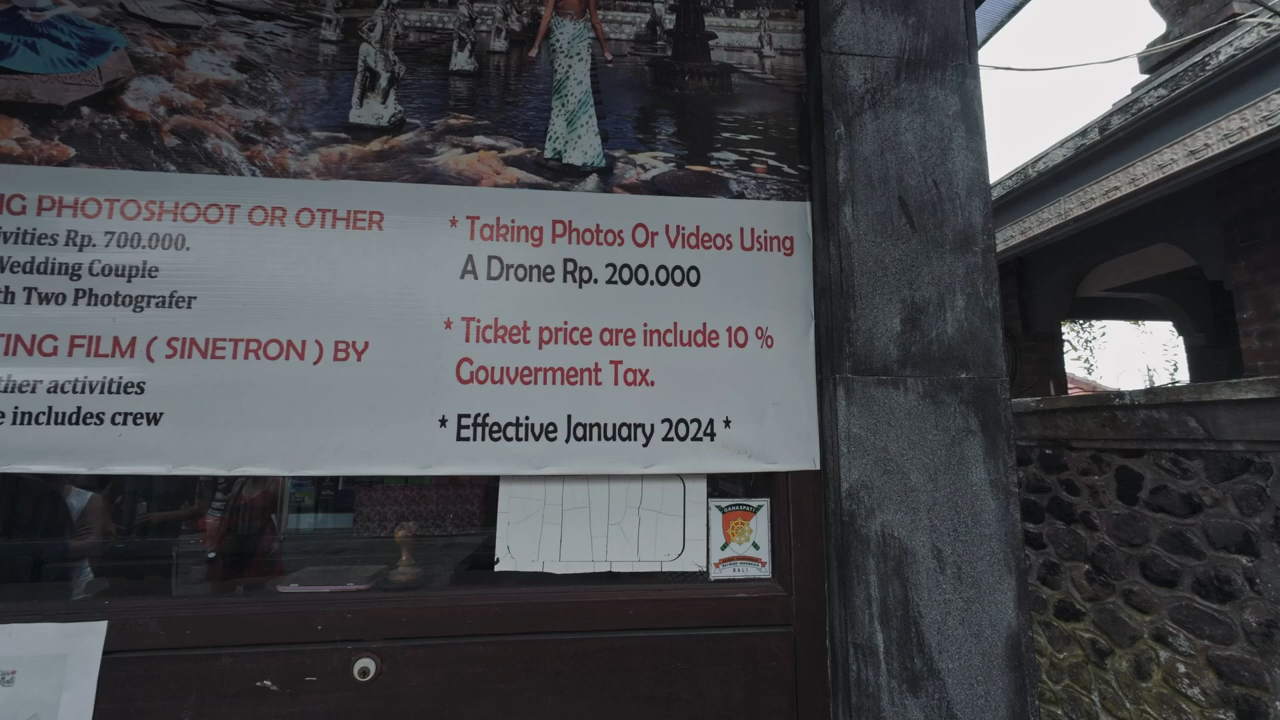 NG PHOTOSHOOT OR OTHER
ivities Rp. 700.000.
Wedding Couple
th Two Photografer
TING FILM ( SINETRON ) BY
ther activities
e includes crew
* Taking Photos Or Videos Using
A Drone Rp. 200.000
* Ticket price are include 10 %
Gouverment Tax.
* Effective January 2024 *
GANASPATI
BALI